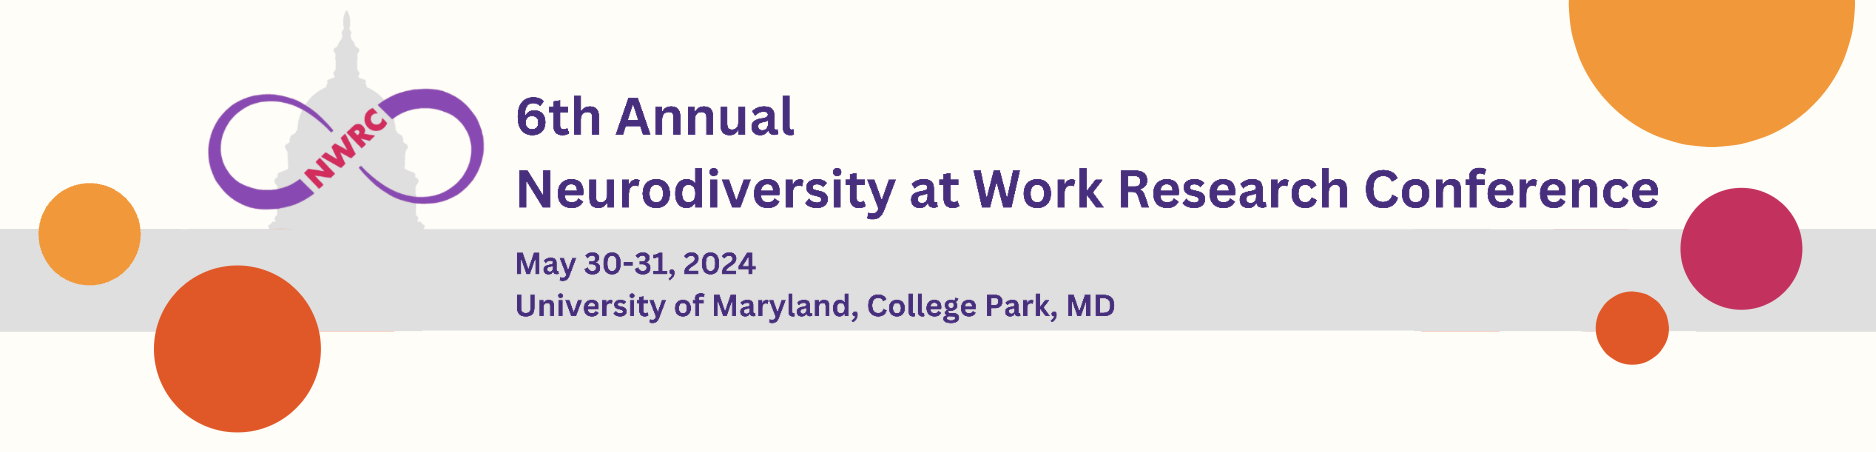 NWRC
6th Annual
Neurodiversity at Work Research Conference
May 30-31, 2024
University of Maryland, College Park, MD